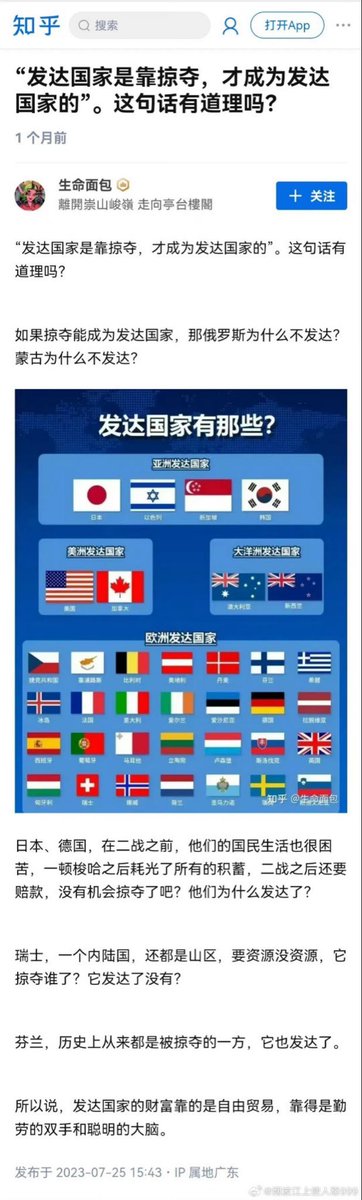 知乎
搜索
打开App
“发达国家是靠掠夺，才成为发达
国家的”。这句话有道理吗？
1 个月前
生命面包
離開崇山峻嶺 走向亭台樓閣
＋ 关注
“发达国家是靠掠夺，才成为发达国家的”。这句话有
道理吗？
如果掠夺能成为发达国家，那俄罗斯为什么不发达？
蒙古为什么不发达？
发达国家有那些？
亚洲发达国家
日本 以色列 新加坡 韩国
美洲发达国家 大洋洲发达国家
美国 加拿大 澳大利亚 新西兰
欧洲发达国家
捷克共和国 塞浦路斯 比利时 奥地利 丹麦 芬兰 希腊
冰岛 法国 意大利 爱尔兰 爱沙尼亚 德国 拉脱维亚
西班牙 葡萄牙 马耳他 立陶宛 卢森堡 斯洛伐克 英国
匈牙利 瑞士 挪威 荷兰 圣马力诺
知乎 @生命面包
日本、德国，在二战之前，他们的国民生活也很困
苦，一顿梭哈之后耗光了所有的积蓄，二战之后还要
赔款，没有机会掠夺了吧？他们为什么发达了？
瑞士，一个内陆国，还都是山区，要资源没资源，它
掠夺谁了？它发达了没有？
芬兰，历史上从来都是被掠夺的一方，它也发达了。
所以说，发达国家的财富靠的是自由贸易，靠得是勤
劳的双手和聪明的大脑。
发布于 2023-07-25 15:43・IP 属地广东